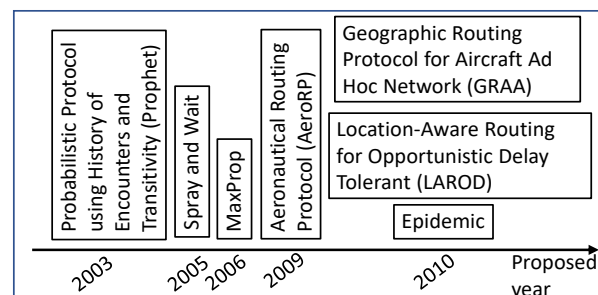 Probabilistic Protocol
using History of
Encounters and
Transitivity (Prophet)
Spray and Wait
MaxProp
Aeronautical Routing
Protocol (AeroRP)
Geographic Routing
Protocol for Aircraft Ad
Hoc Network (GRAA)
Location-Aware Routing
for Opportunistic Delay
Tolerant (LAROD)
Epidemic
2003
2005
2006
2009
2010
Proposed
year